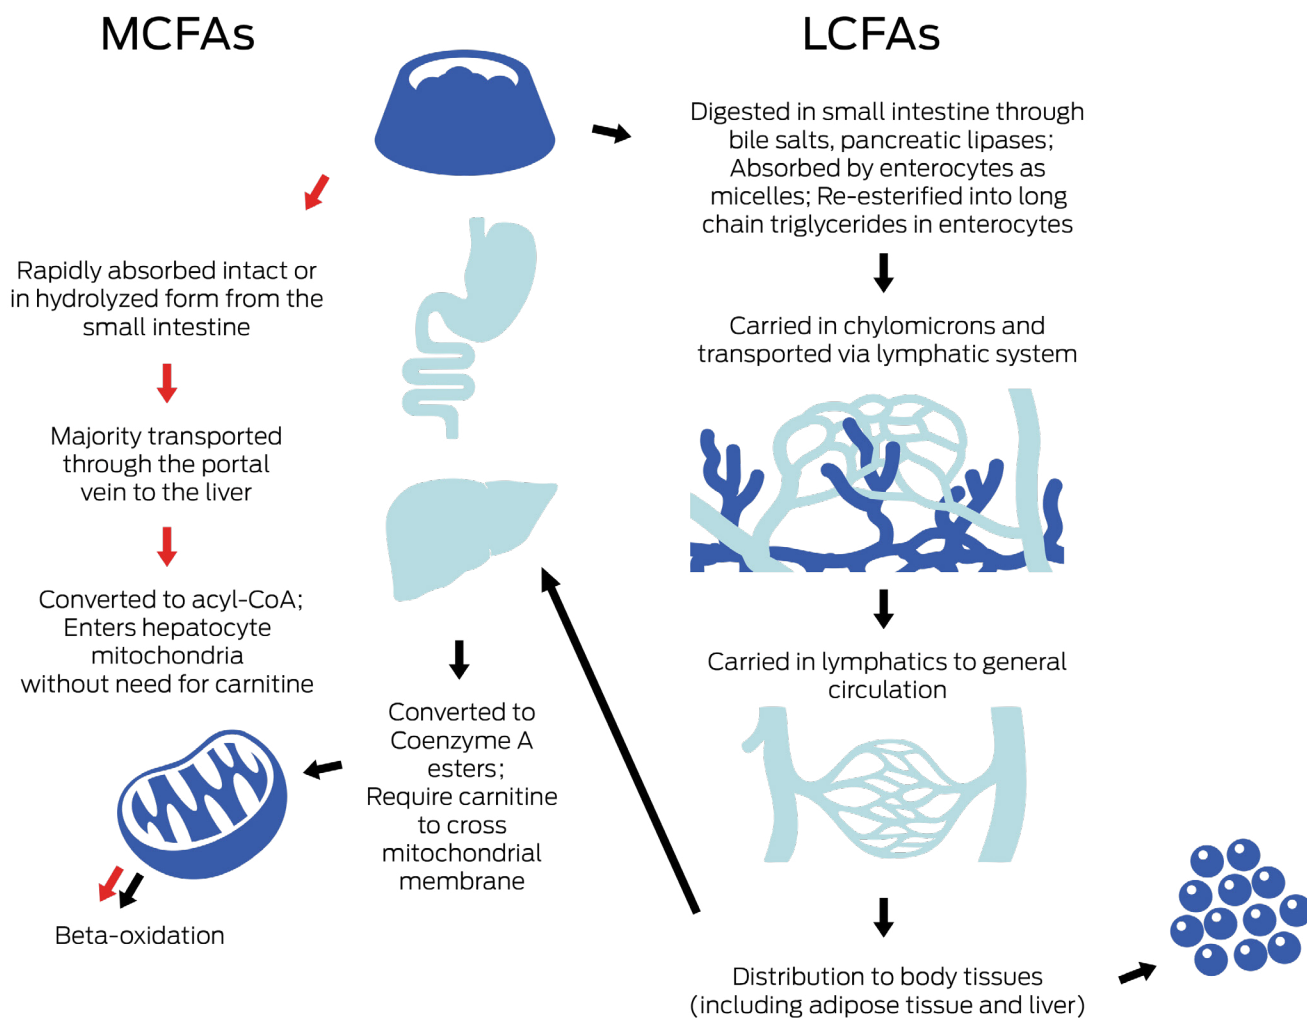 MCFAs
LCFAs
Digested in small intestine through
bile salts, pancreatic lipases;
Absorbed by enterocytes as
micelles; Re-esterified into long
chain triglycerides in enterocytes
Rapidly absorbed intact or
in hydrolyzed form from the
small intestine
Carried in chylomicrons and
transported via lymphatic system
Majority transported
through the portal
vein to the liver
Converted to acyl-CoA;
Enters hepatocyte
mitochondria
without need for carnitine
Carried in lymphatics to general
circulation
Converted to
Coenzyme A
esters;
Require carnitine
to cross
mitochondrial
membrane
Beta-oxidation
Distribution to body tissues
(including adipose tissue and liver)